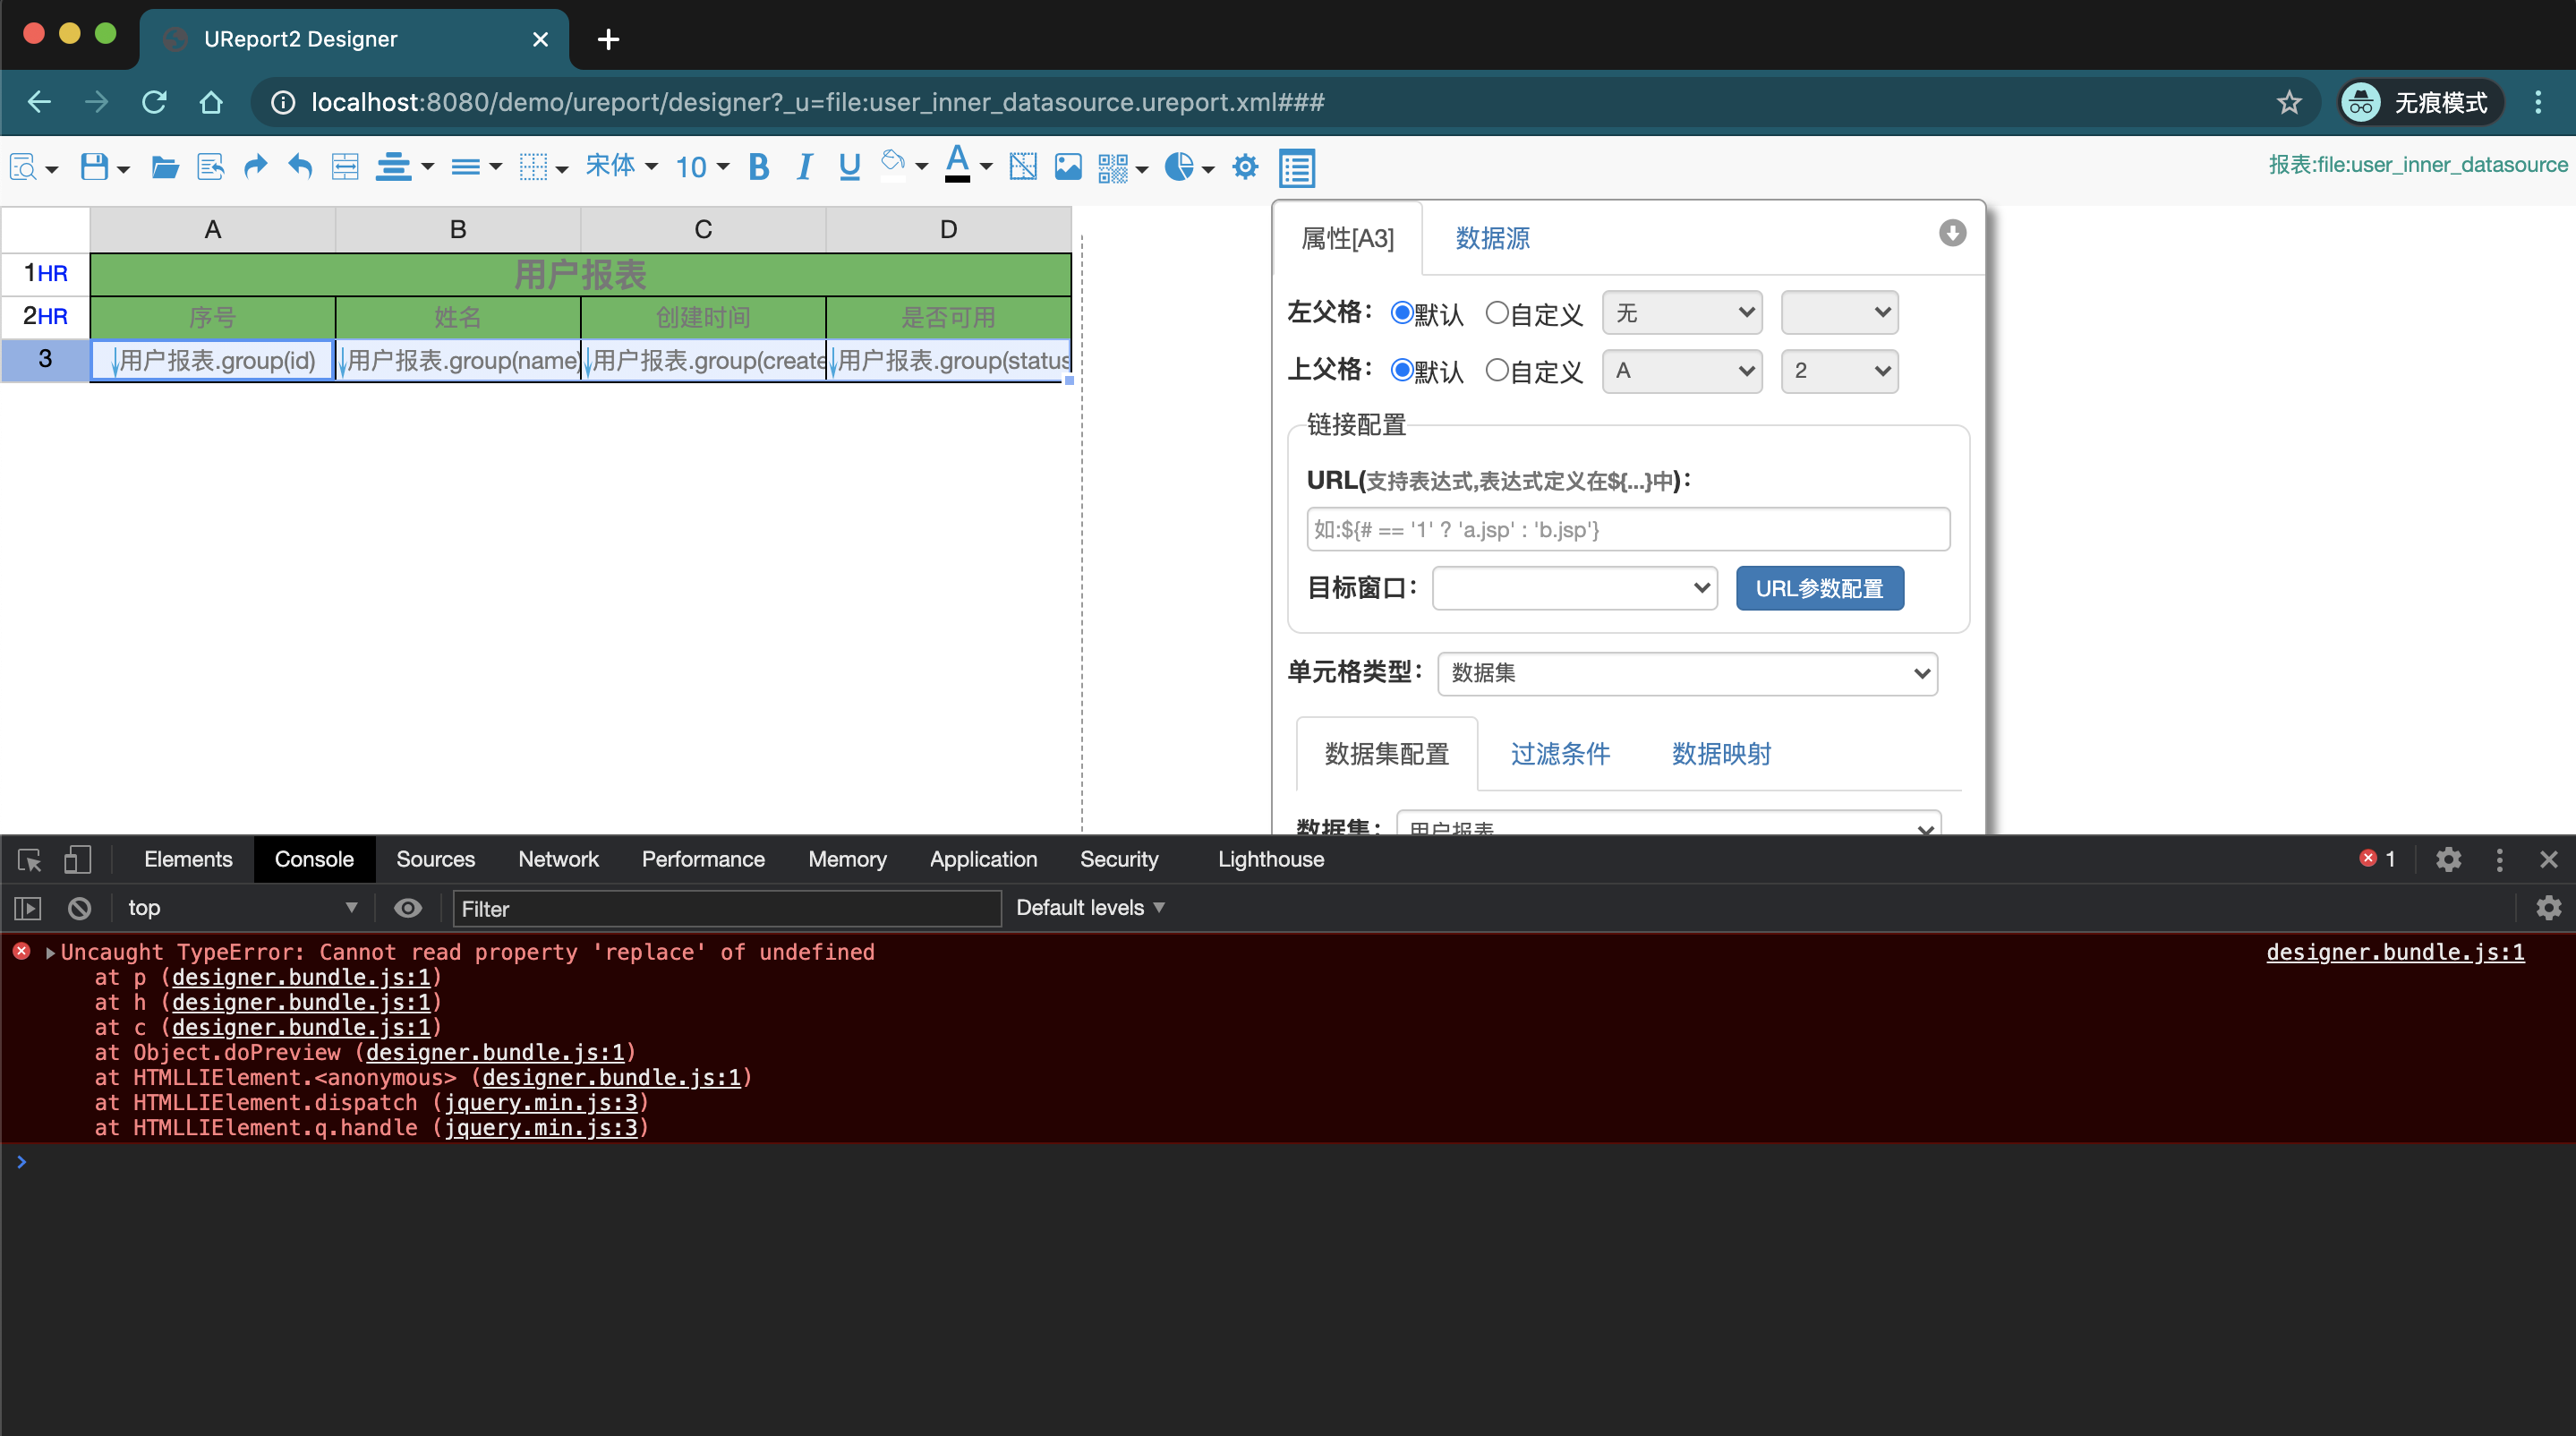 UReport2 Designer
localhost:8080/demo/ureport/designer?_u=file:user_inner_datasource.ureport.xml###
无痕模式
宋体 10 B I U A
报表:file:user_inner_datasource
A B C D
1HR 用户报表
2HR 序号 姓名 创建时间 是否可用
3 用户报表.group(id) 用户报表.group(name) 用户报表.group(create 用户报表.group(status
属性[A3] 数据源
左父格： 默认 自定义 无
上父格： 默认 自定义 A 2
链接配置
URL(支持表达式,表达式定义在${...}中)：
如:${# == '1' ? 'a.jsp' : 'b.jsp'}
目标窗口： URL参数配置
单元格类型： 数据集
数据集配置 过滤条件 数据映射
数据集： 用户报表
Elements Console Sources Network Performance Memory Application Security Lighthouse 1
top Filter Default levels
Uncaught TypeError: Cannot read property 'replace' of undefined designer.bundle.js:1
at p (designer.bundle.js:1)
at h (designer.bundle.js:1)
at c (designer.bundle.js:1)
at Object.doPreview (designer.bundle.js:1)
at HTMLLIElement.<anonymous> (designer.bundle.js:1)
at HTMLLIElement.dispatch (jquery.min.js:3)
at HTMLLIElement.q.handle (jquery.min.js:3)